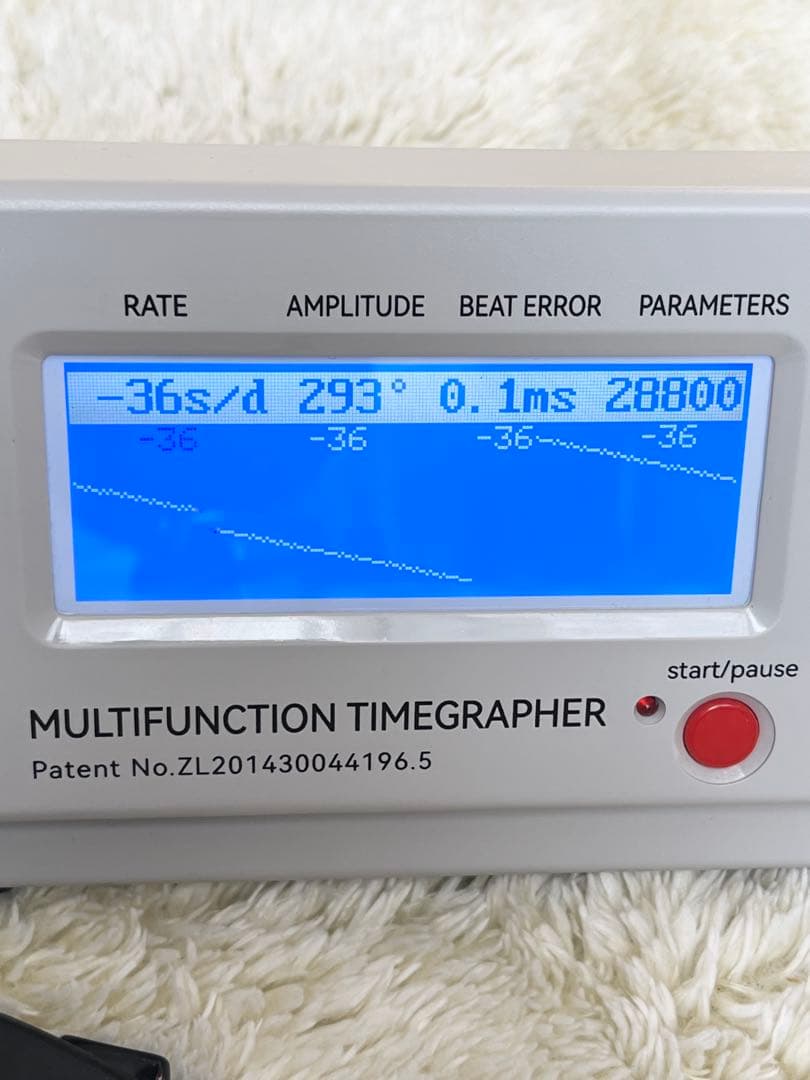 RATE AMPLITUDE BEAT ERROR PARAMETERS
-36s/d 293° 0.1ms 28800
-36 -36 -36 -36
start/pause
MULTIFUNCTION TIMEGRAPHER
Patent No.ZL201430044196.5